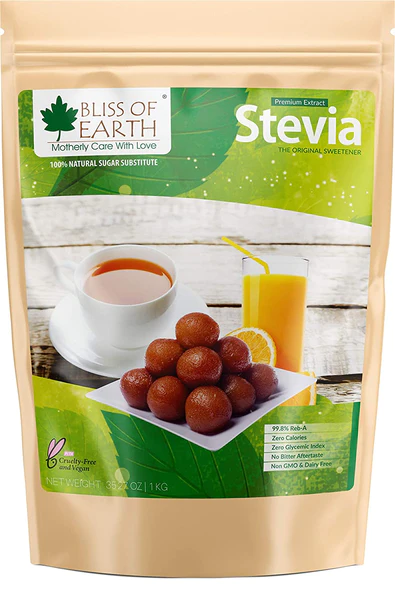 BLISS OF
EARTH®
Motherly Care With Love
100% NATURAL SUGAR SUBSTITUTE
Premium Extract
Stevia
THE ORIGINAL SWEETENER
99.8% Reb-A
Zero Calories
Zero Glycemic Index
No Bitter Aftertaste
Non GMO & Dairy Free
Cruelty-Free
and Vegan
NET WEIGHT : 35.27 OZ | 1 KG